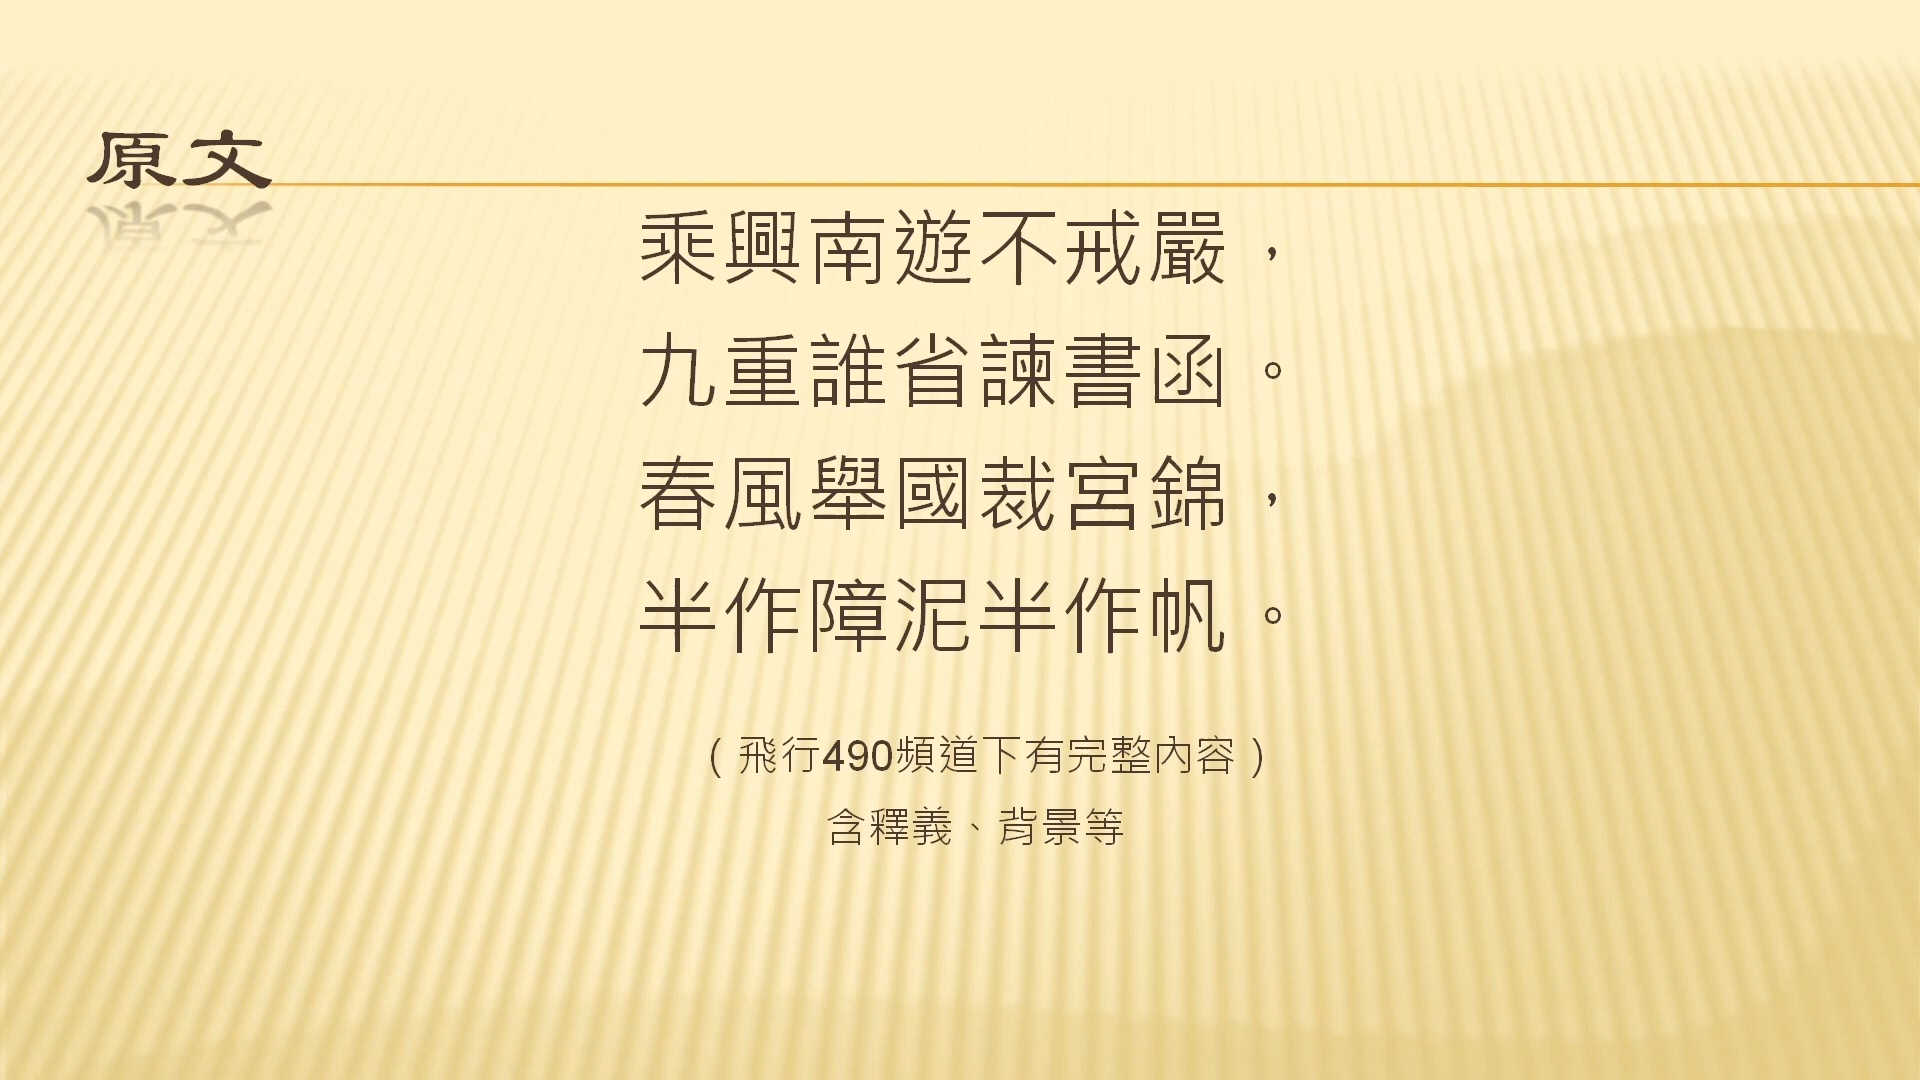 原文
乘興南遊不戒嚴，
九重誰省諫書函。
春風舉國裁宮錦，
半作障泥半作帆。
（飛行490頻道下有完整內容）
含釋義、背景等